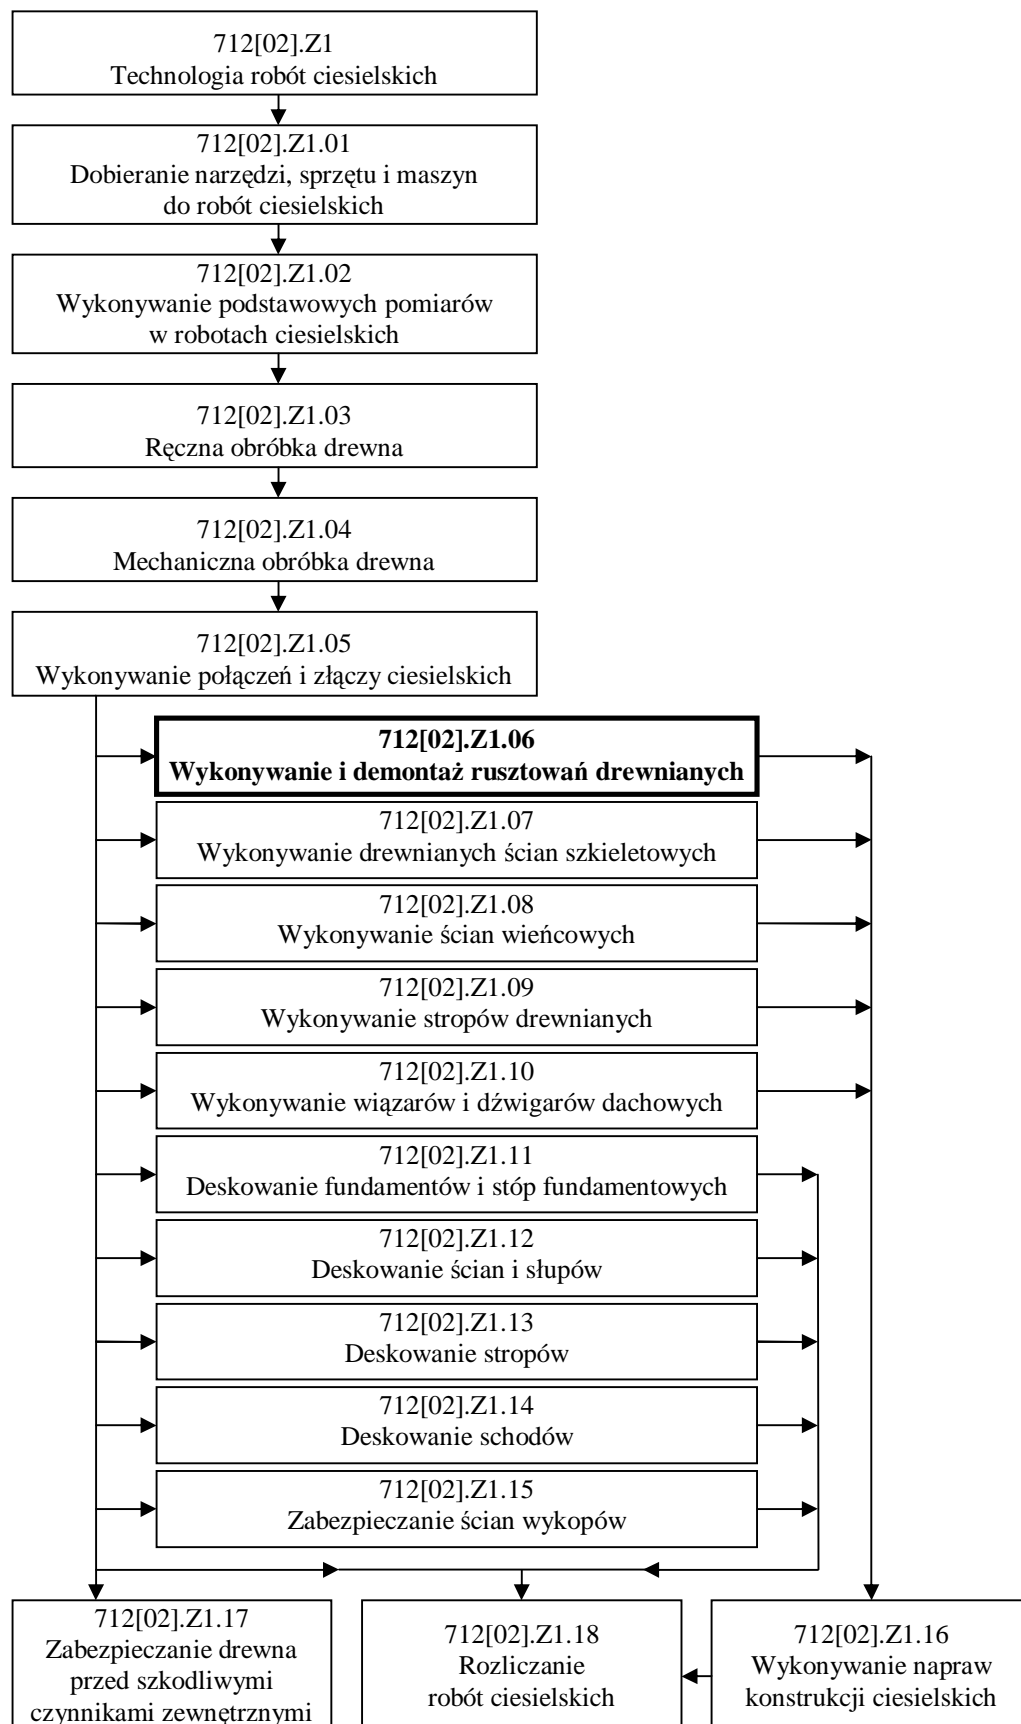 712[02].Z1
Technologia robót ciesielskich
712[02].Z1.01
Dobieranie narzędzi, sprzętu i maszyn
do robót ciesielskich
712[02].Z1.02
Wykonywanie podstawowych pomiarów
w robotach ciesielskich
712[02].Z1.03
Ręczna obróbka drewna
712[02].Z1.04
Mechaniczna obróbka drewna
712[02].Z1.05
Wykonywanie połączeń i złączy ciesielskich
712[02].Z1.06
Wykonywanie i demontaż rusztowań drewnianych
712[02].Z1.07
Wykonywanie drewnianych ścian szkieletowych
712[02].Z1.08
Wykonywanie ścian wieńcowych
712[02].Z1.09
Wykonywanie stropów drewnianych
712[02].Z1.10
Wykonywanie wiązarów i dźwigarów dachowych
712[02].Z1.11
Deskowanie fundamentów i stóp fundamentowych
712[02].Z1.12
Deskowanie ścian i słupów
712[02].Z1.13
Deskowanie stropów
712[02].Z1.14
Deskowanie schodów
712[02].Z1.15
Zabezpieczanie ścian wykopów
712[02].Z1.17
Zabezpieczanie drewna
przed szkodliwymi
czynnikami zewnętrznymi
712[02].Z1.18
Rozliczanie
robót ciesielskich
712[02].Z1.16
Wykonywanie napraw
konstrukcji ciesielskich